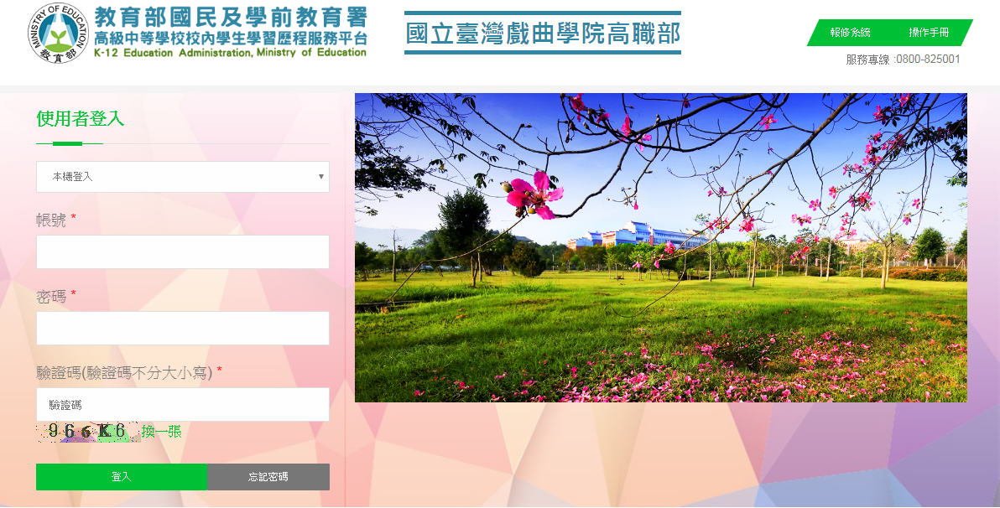 MINISTRY OF EDUCATION
教育部
教育部國民及學前教育署
高級中等學校校內學生學習歷程服務平台
K-12 Education Administration, Ministry of Education
國立臺灣戲曲學院高職部
報修系統
操作手冊
服務專線 :0800-825001
使用者登入
本機登入
帳號 *
密碼 *
驗證碼(驗證碼不分大小寫) *
驗證碼
966K6
換一張
登入
忘記密碼